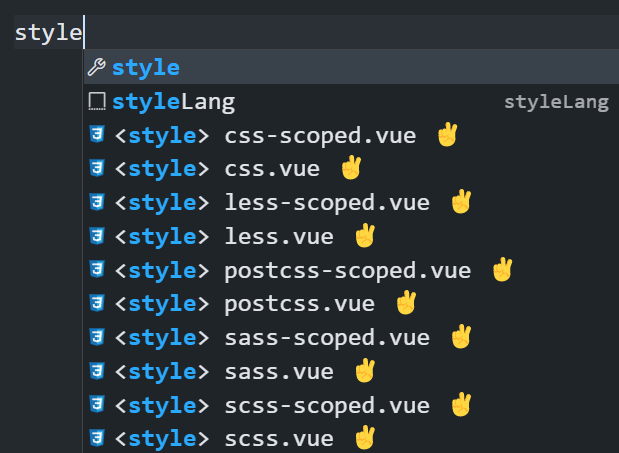 style
style
styleLang styleLang
<style> css-scoped.vue ✌
<style> css.vue ✌
<style> less-scoped.vue ✌
<style> less.vue ✌
<style> postcss-scoped.vue ✌
<style> postcss.vue ✌
<style> sass-scoped.vue ✌
<style> sass.vue ✌
<style> scss-scoped.vue ✌
<style> scss.vue ✌